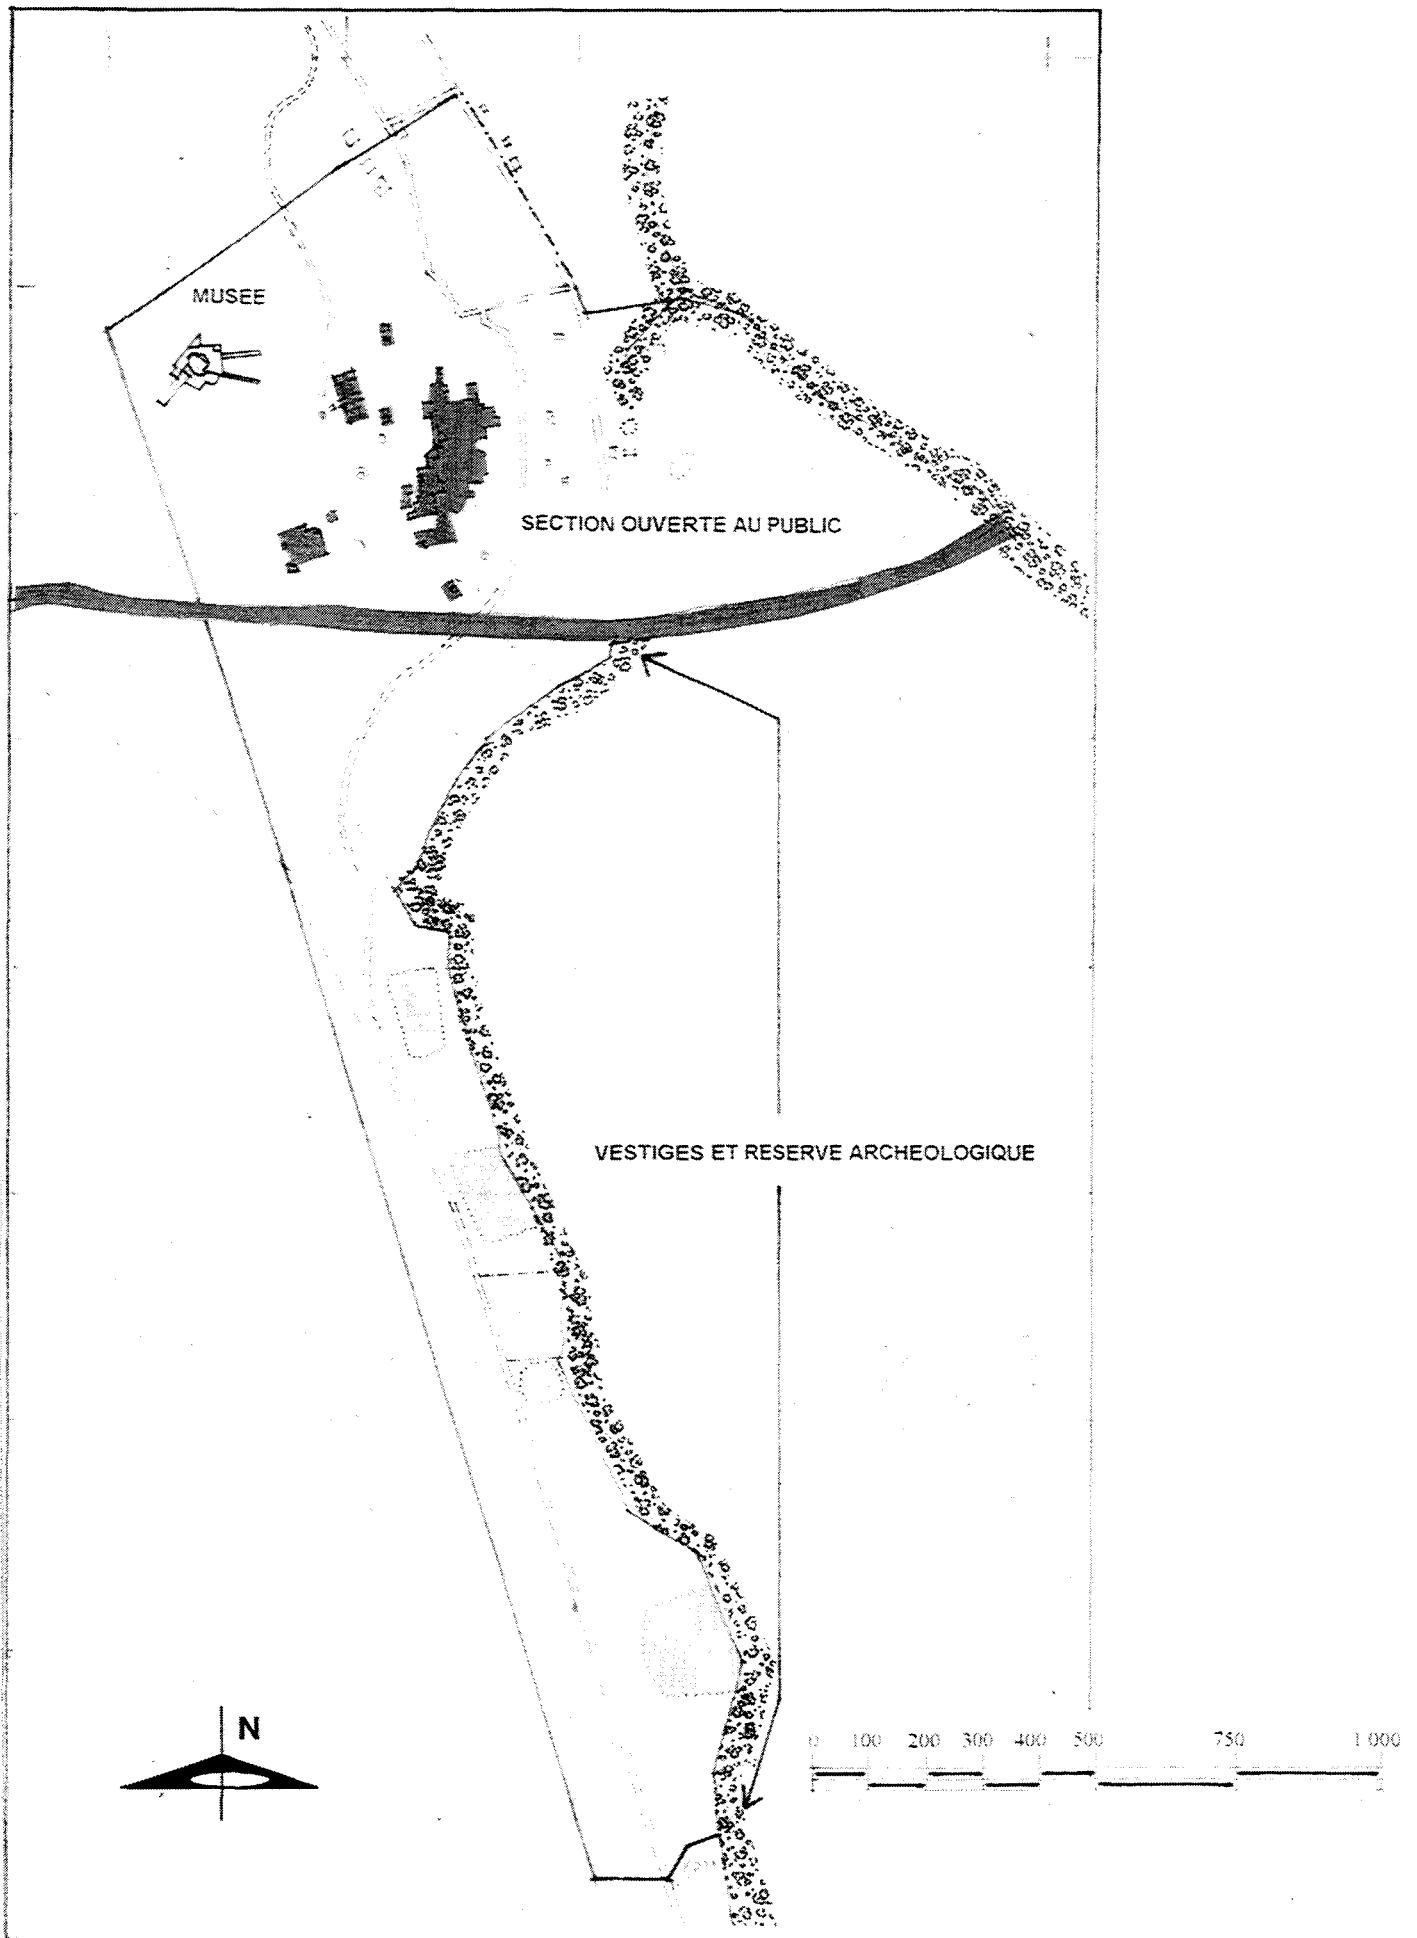 MUSEE
SECTION OUVERTE AU PUBLIC
VESTIGES ET RESERVE ARCHEOLOGIQUE
N
0 100 200 300 400 500 750 1 000